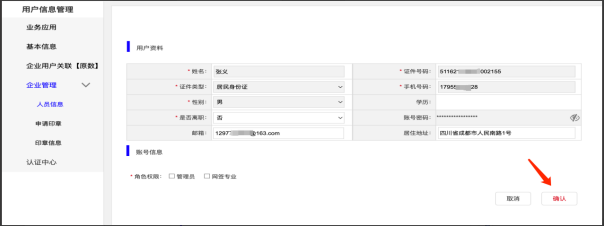 用户信息管理
业务应用
基本信息
企业用户关联【原数】
企业管理
人员信息
申请印章
印章信息
认证中心
用户资料
* 姓名： 张义 * 证件号码： 51162 002155
* 证件类型： 居民身份证 * 手机号码： 1795 28
* 性别： 男 学历：
* 是否离职： 否 账号密码： *****************
邮箱： 1297 @163.com 居住地址： 四川省成都市人民南路1号
账号信息
* 角色权限： 管理员 网签专业
取消 确认